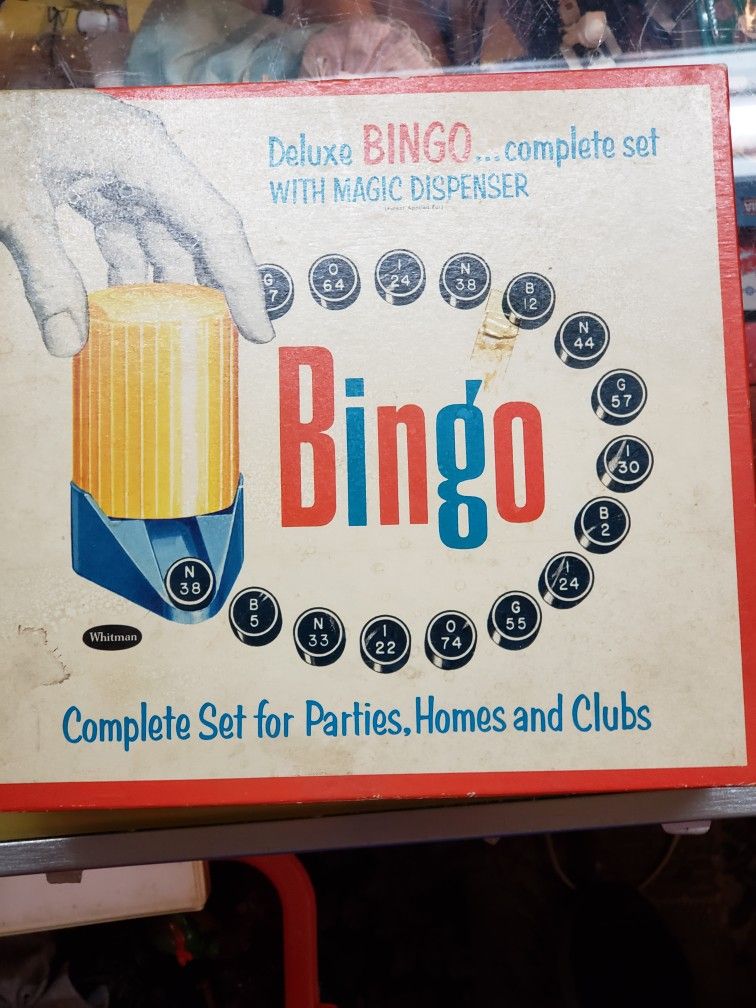 Deluxe BINGO...complete set
WITH MAGIC DISPENSER
G
7
O
64
I
24
N
38
B
12
N
44
G
57
I
30
B
2
I
24
G
55
O
74
I
22
N
33
B
5
N
38
Bingo
Whitman
Complete Set for Parties, Homes and Clubs